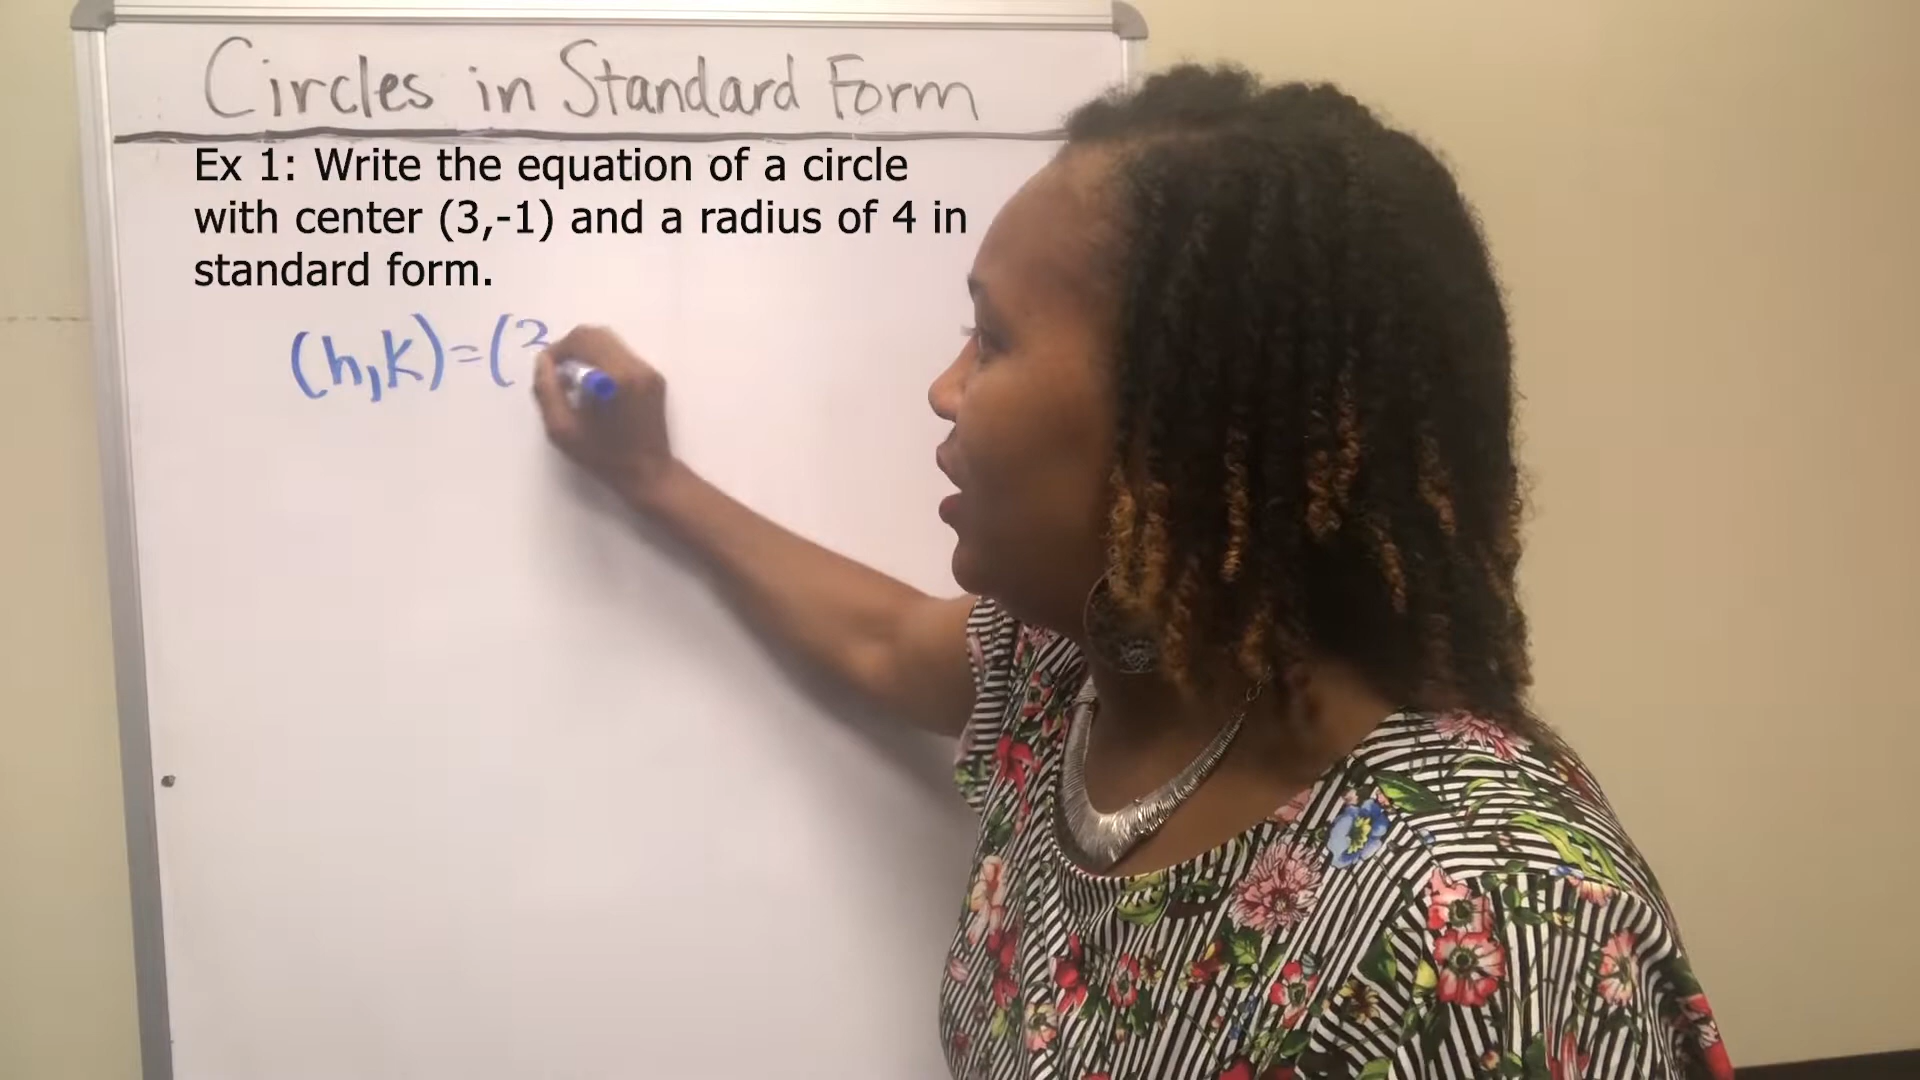 Circles in Standard Form
Ex 1: Write the equation of a circle
with center (3,-1) and a radius of 4 in
standard form.
(h,k)=(3